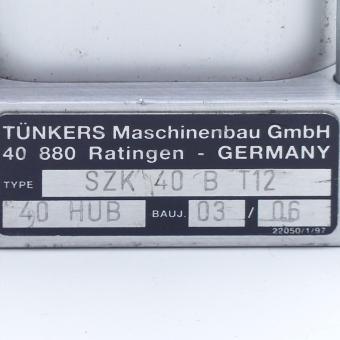 TÜNKERS Maschinenbau GmbH
40 880 Ratingen - GERMANY
TYPE SZK 40 B T12
40 HUB BAUJ. 03 / 06
22050/1/97